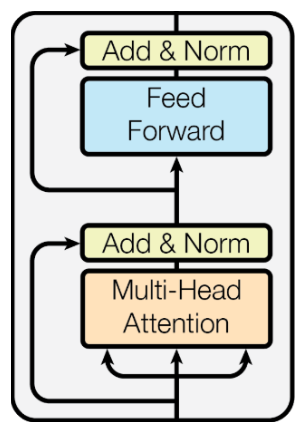 Add & Norm
Feed
Forward
Add & Norm
Multi-Head
Attention